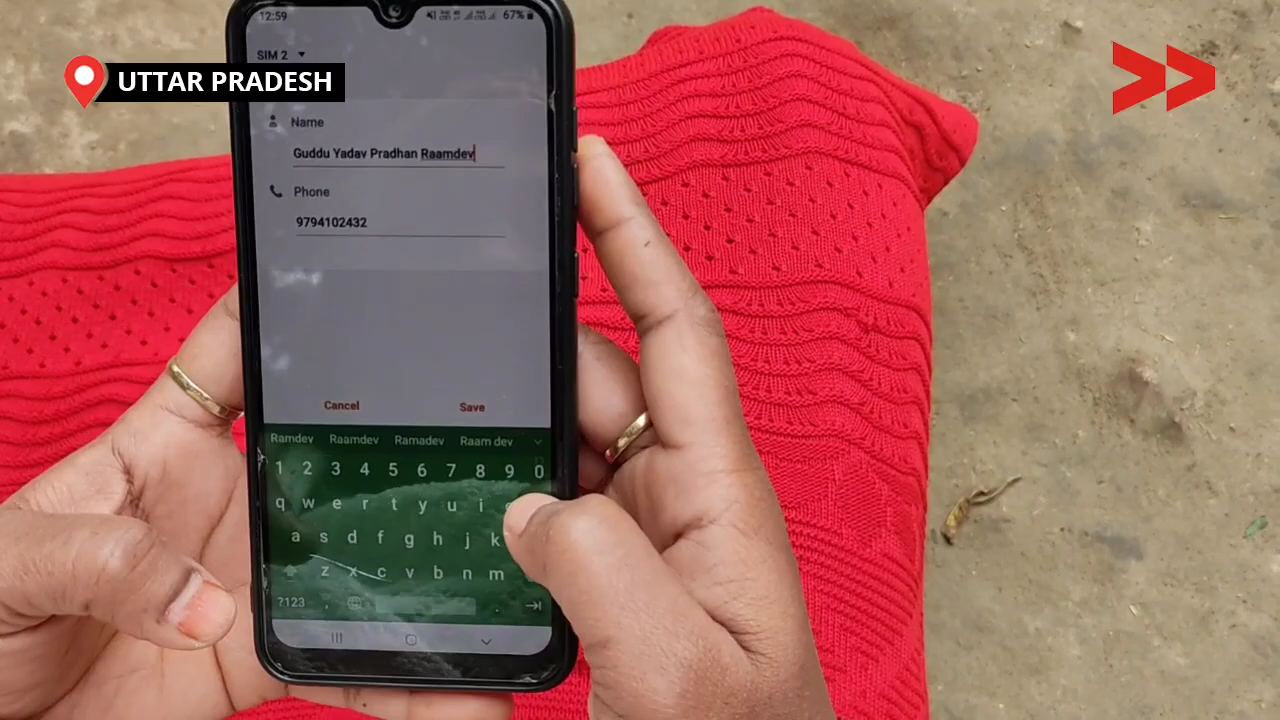 12:59
67%
SIM 2
UTTAR PRADESH
Name
Guddu Yadav Pradhan Raamdev
Phone
9794102432
Cancel Save
Ramdev Raamdev Ramadev Raam dev
1 2 3 4 5 6 7 8 9 0
q w e r t y u i
a s d f g h j k
z x c v b n m
?123 ,